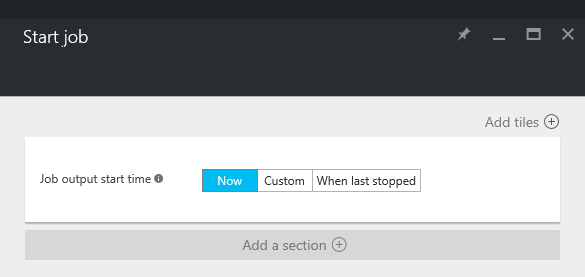 Start job
Add tiles
Job output start time Now Custom When last stopped
Add a section